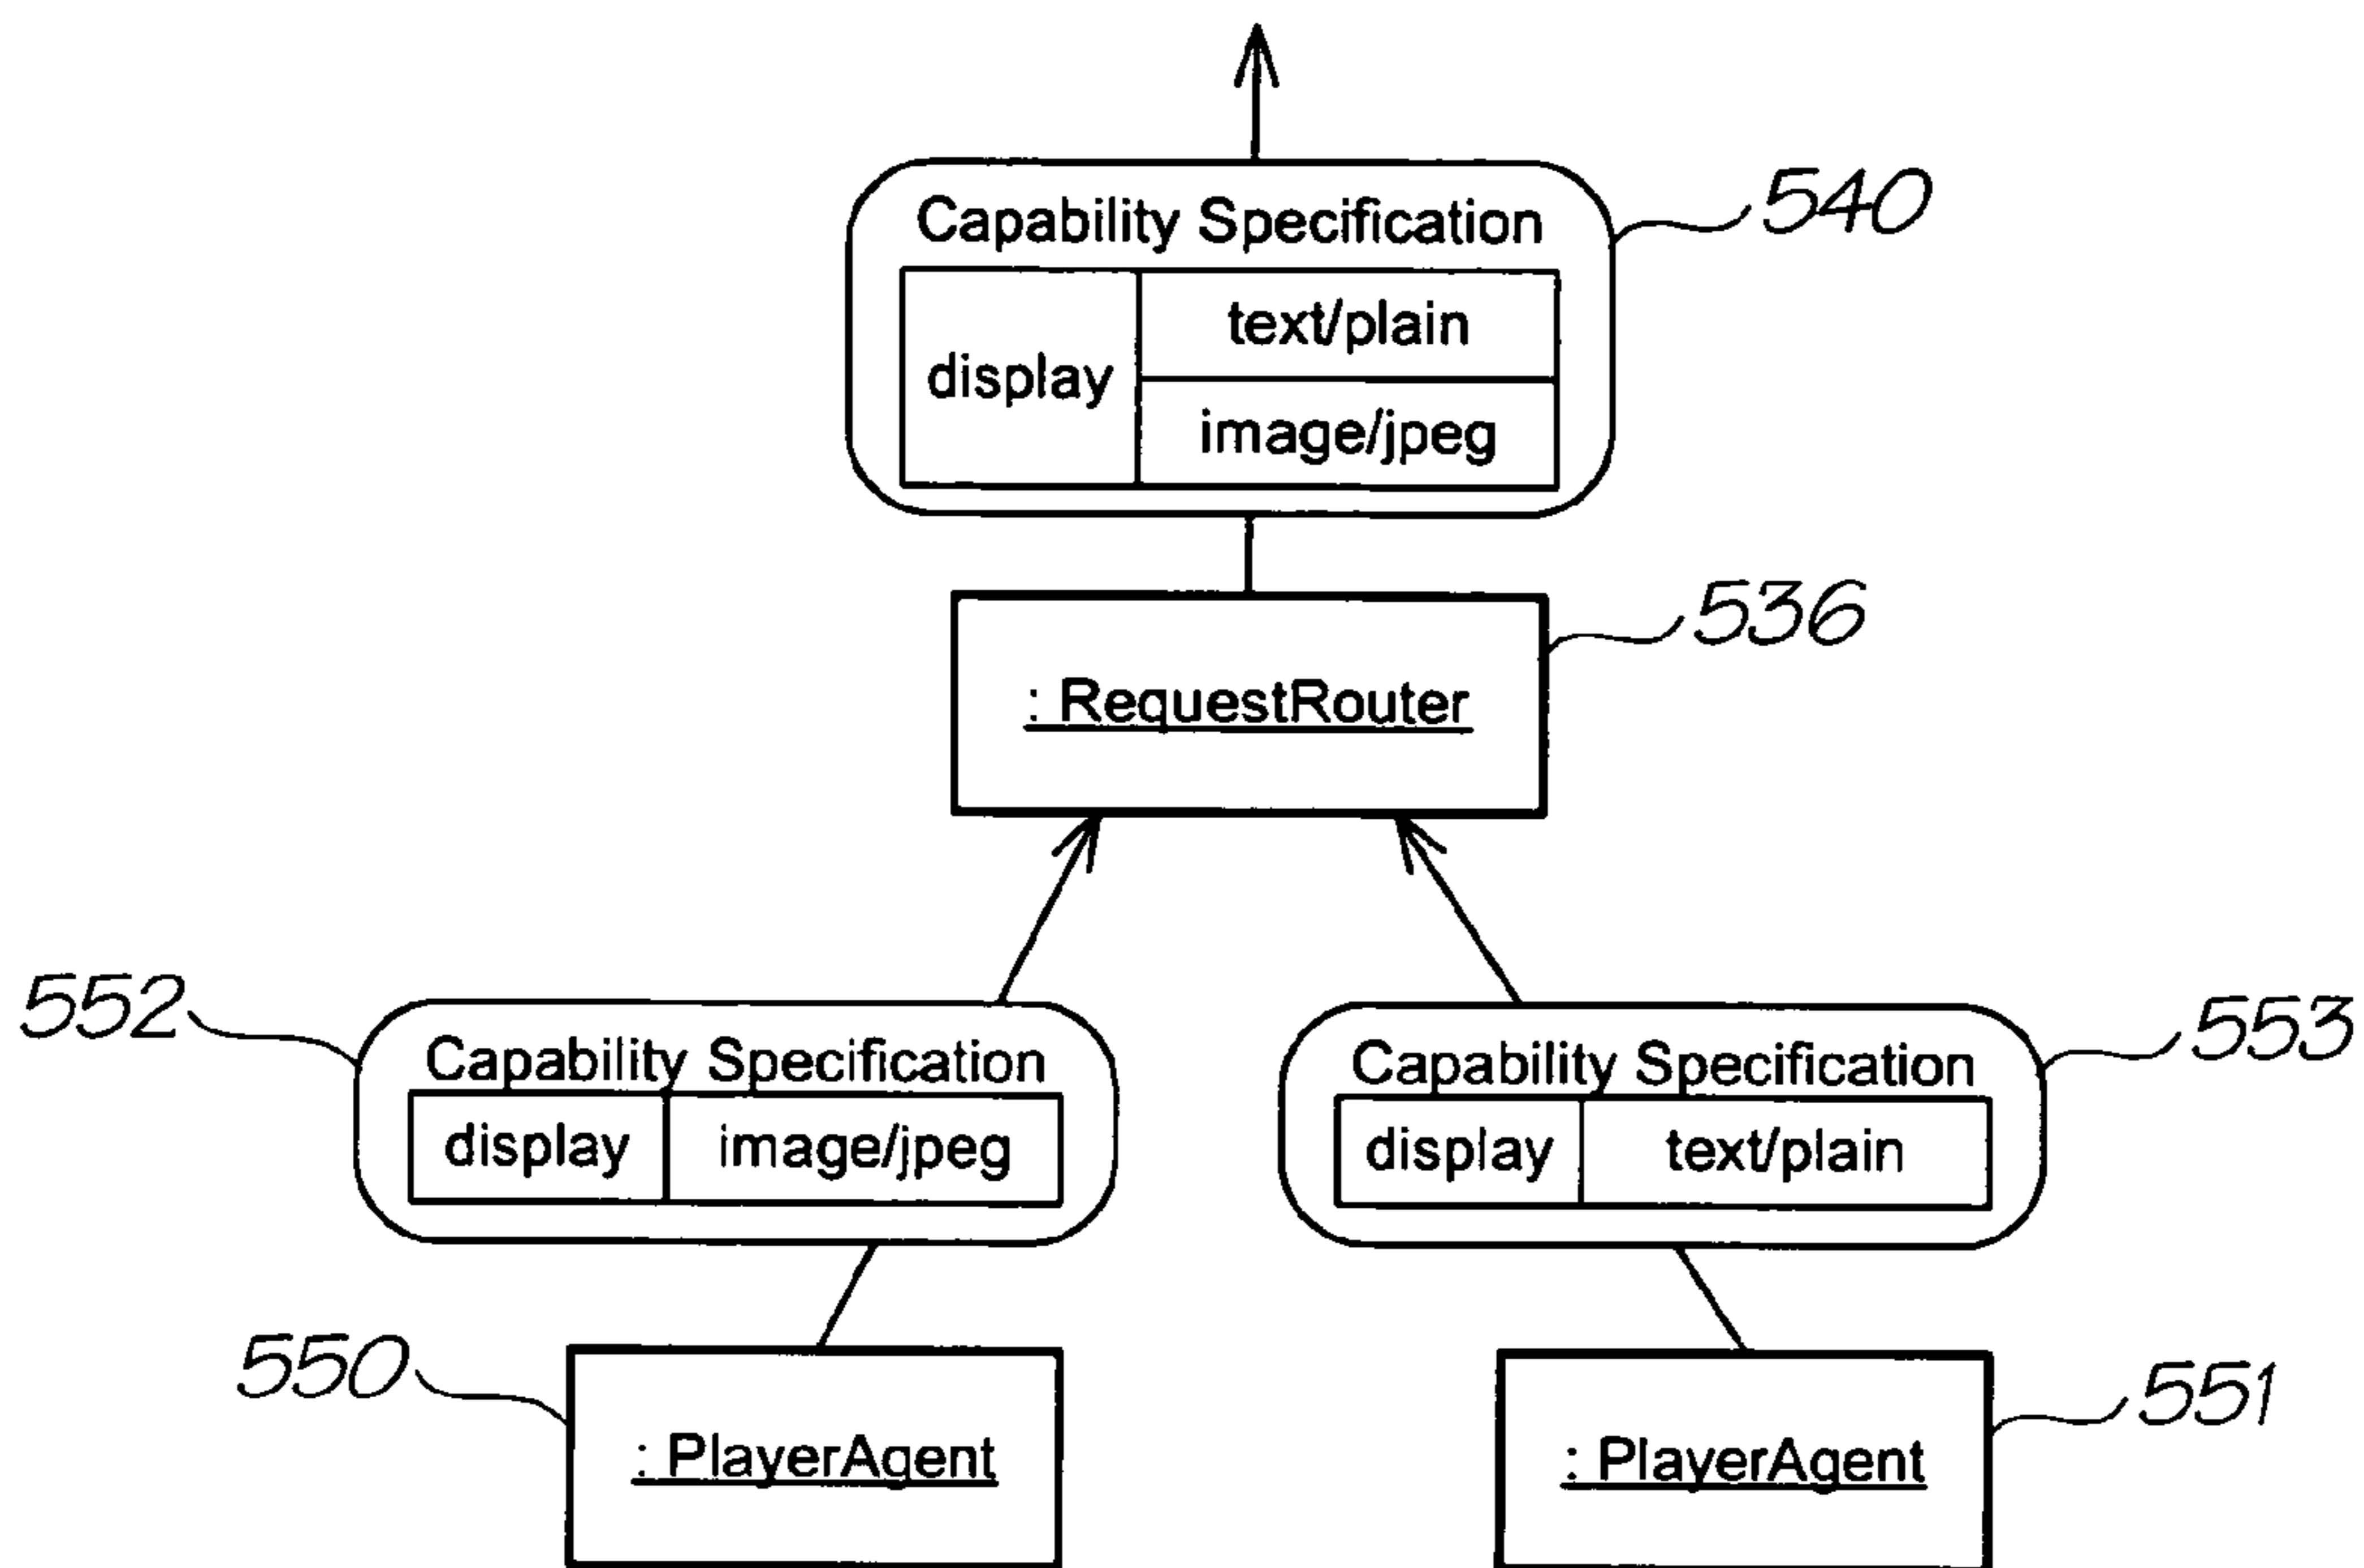 Capability Specification
540
text/plain
display
image/jpeg
536
: RequestRouter
552
553
Capability Specification
Capability Specification
display
image/jpeg
display
text/plain
550
551
: PlayerAgent
: PlayerAgent